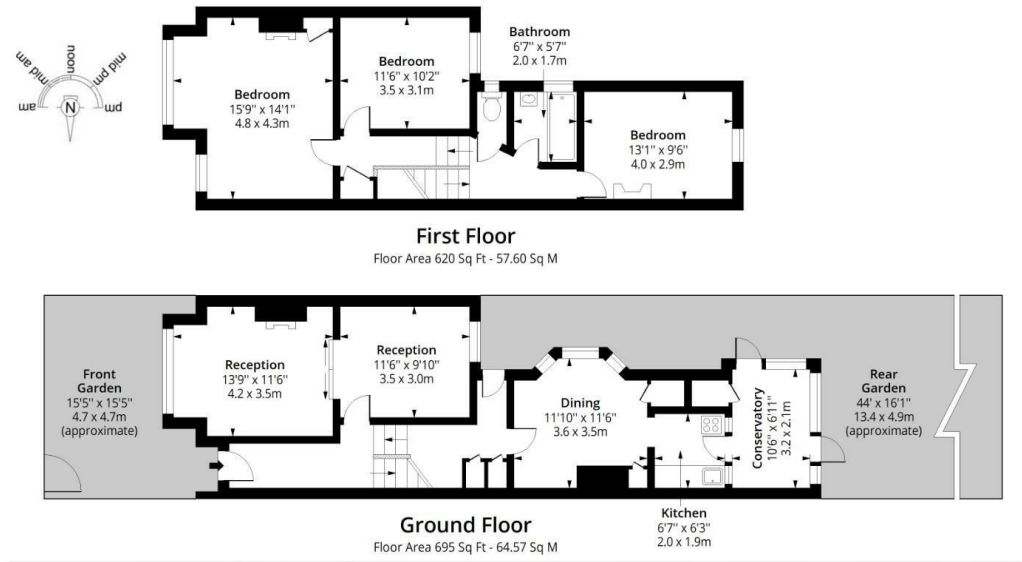 am
mid am
noon
mid pm
pm
N
Bedroom
15'9" x 14'1"
4.8 x 4.3m
Bedroom
11'6" x 10'2"
3.5 x 3.1m
Bathroom
6'7" x 5'7"
2.0 x 1.7m
Bedroom
13'1" x 9'6"
4.0 x 2.9m
First Floor
Floor Area 620 Sq Ft - 57.60 Sq M
Front
Garden
15'5" x 15'5"
4.7 x 4.7m
(approximate)
Reception
13'9" x 11'6"
4.2 x 3.5m
Reception
11'6" x 9'10"
3.5 x 3.0m
Dining
11'10" x 11'6"
3.6 x 3.5m
Conservatory
10'6" x 6'11"
3.2 x 2.1m
Rear
Garden
44' x 16'1"
13.4 x 4.9m
(approximate)
Kitchen
6'7" x 6'3"
2.0 x 1.9m
Ground Floor
Floor Area 695 Sq Ft - 64.57 Sq M